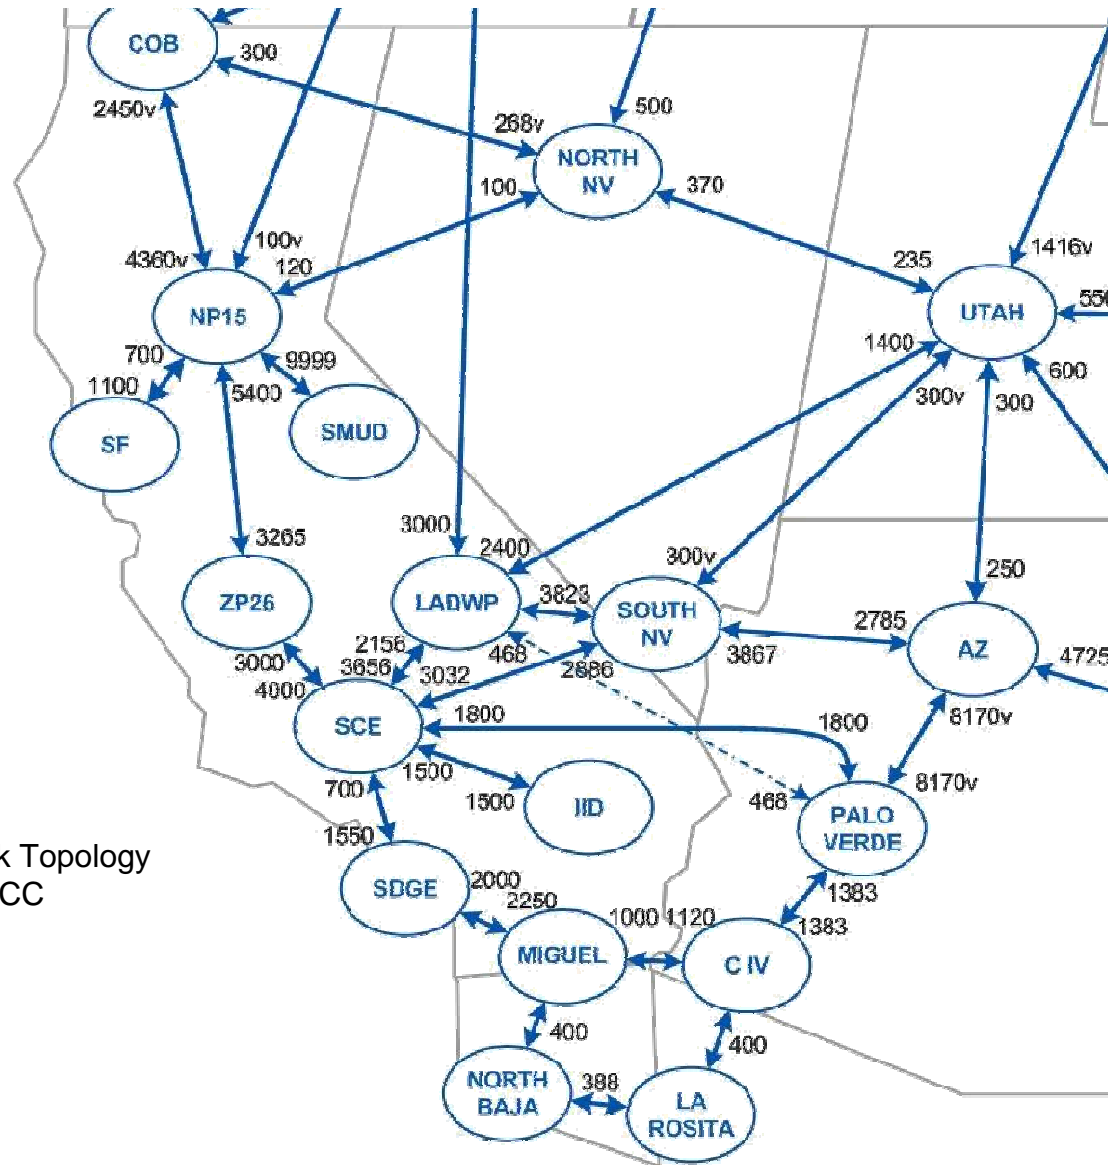 COB
300
2450v
500
268v
NORTH
NV
100
370
100v
4360v
120
235
1416v
NP15
UTAH
550
700
9999
1400
1100
5400
600
300v
300
SF
SMUD
3265
3000
2400
300v
250
ZP26
LADWP
3823
SOUTH
NV
2785
AZ
2156
468
3867
4725
3000
3656
3032
2886
4000
1800
1800
8170v
SCE
1500
8170v
700
1500
IID
468
PALO
VERDE
1550
k Topology
CC
SDGE
2000
1383
2250
1000
1120
1383
MIGUEL
C IV
400
400
NORTH
BAJA
388
LA
ROSITA